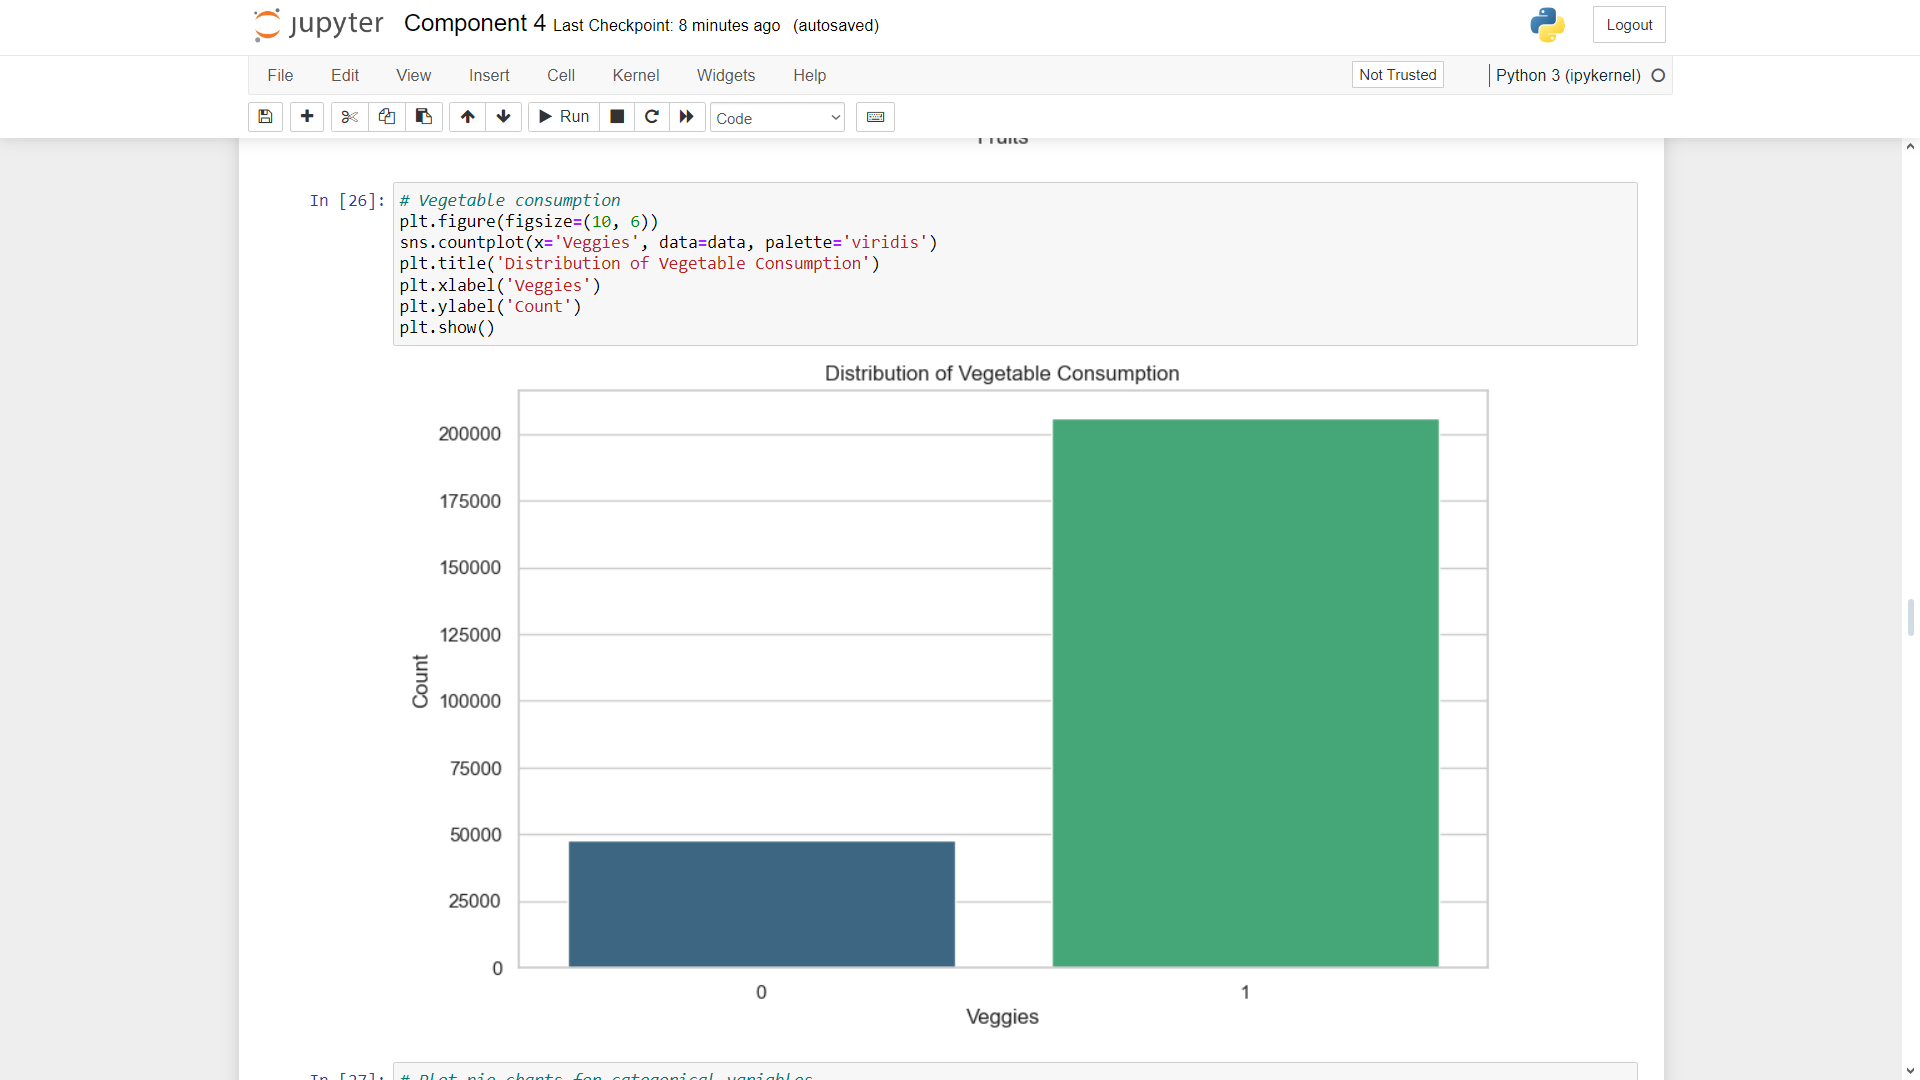 jupyter Component 4 Last Checkpoint: 8 minutes ago (autosaved) Logout
File Edit View Insert Cell Kernel Widgets Help Not Trusted Python 3 (ipykernel)
Run Code
Fruits
In [26]: # Vegetable consumption
plt.figure(figsize=(10, 6))
sns.countplot(x='Veggies', data=data, palette='viridis')
plt.title('Distribution of Vegetable Consumption')
plt.xlabel('Veggies')
plt.ylabel('Count')
plt.show()
Distribution of Vegetable Consumption
200000
175000
150000
125000
Count
100000
75000
50000
25000
0
0 1
Veggies
In [27]: # Plot pie charts for categorical variables